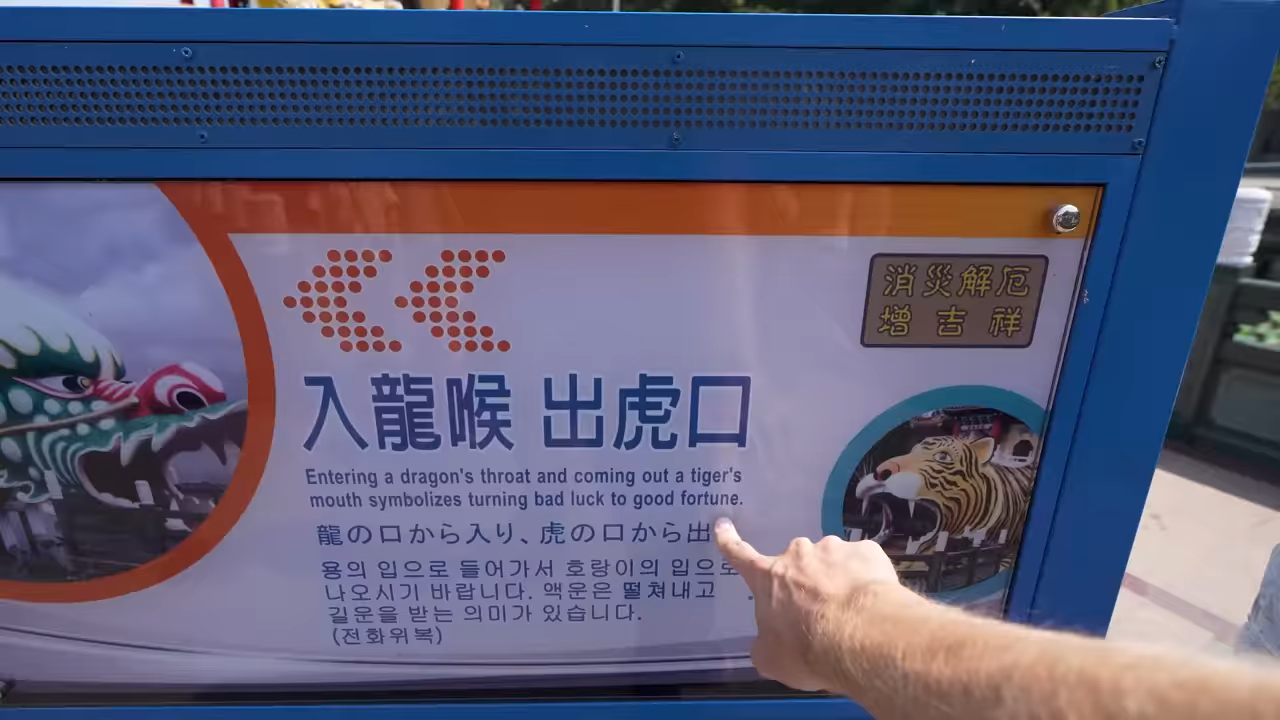 消災解厄
增吉祥
入龍喉 出虎口
Entering a dragon's throat and coming out a tiger's
mouth symbolizes turning bad luck to good fortune.
龍の口から入り、虎の口から出
용의 입으로 들어가서 호랑이의 입으로
나오시기 바랍니다. 액운은 떨쳐내고
길운을 받는 의미가 있습니다.
(전화위복)